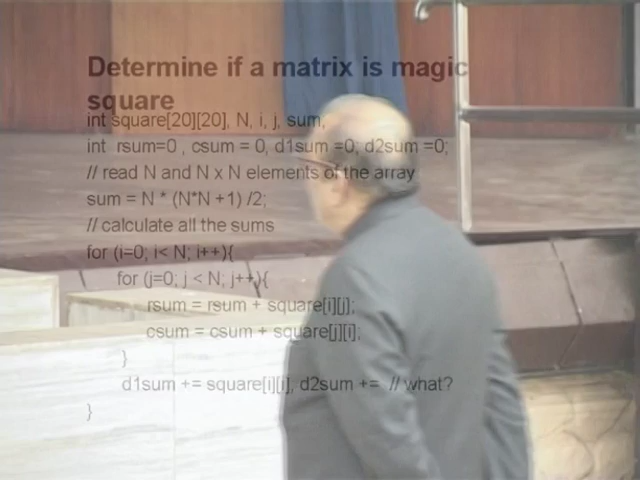 Determine if a matrix is magic
square
int square[20][20], N, i, j, sum;
int rsum=0 , csum = 0, d1sum =0, d2sum =0;
// read N and N x N elements of the array
sum = N * (N*N +1) /2;
// calculate all the sums
for (i=0; i< N; i++){
for (j=0; j < N; j++){
rsum = rsum + square[i][j];
csum = csum + square[j][i];
}
d1sum += square[i][i], d2sum += // what?
}